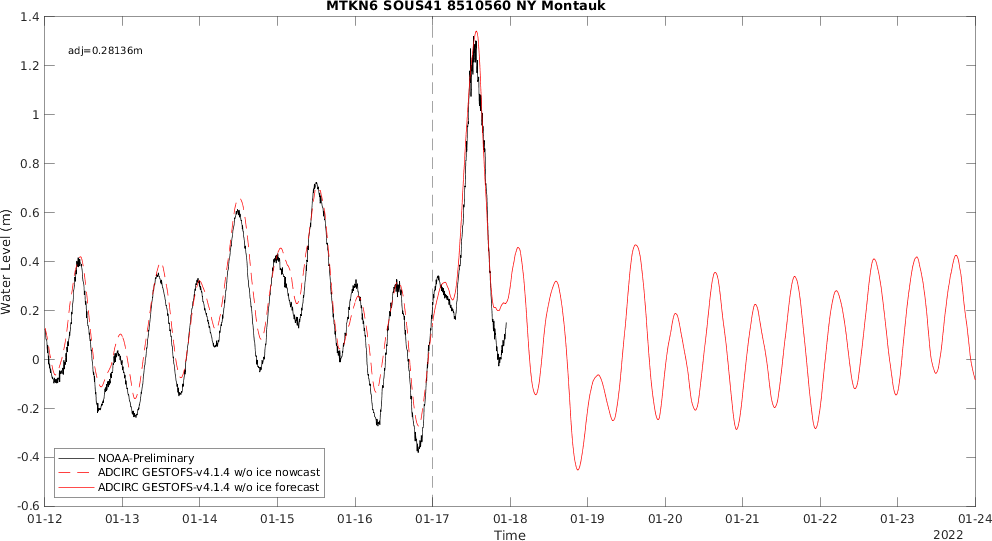 MTKN6 SOUS41 8510560 NY Montauk
adj=0.28136m
Water Level (m)
1.4
1.2
1
0.8
0.6
0.4
0.2
0
-0.2
-0.4
-0.6
NOAA-Preliminary
ADCIRC GESTOFS-v4.1.4 w/o ice nowcast
ADCIRC GESTOFS-v4.1.4 w/o ice forecast
01-12 01-13 01-14 01-15 01-16 01-17 01-18 01-19 01-20 01-21 01-22 01-23 01-24
Time
2022